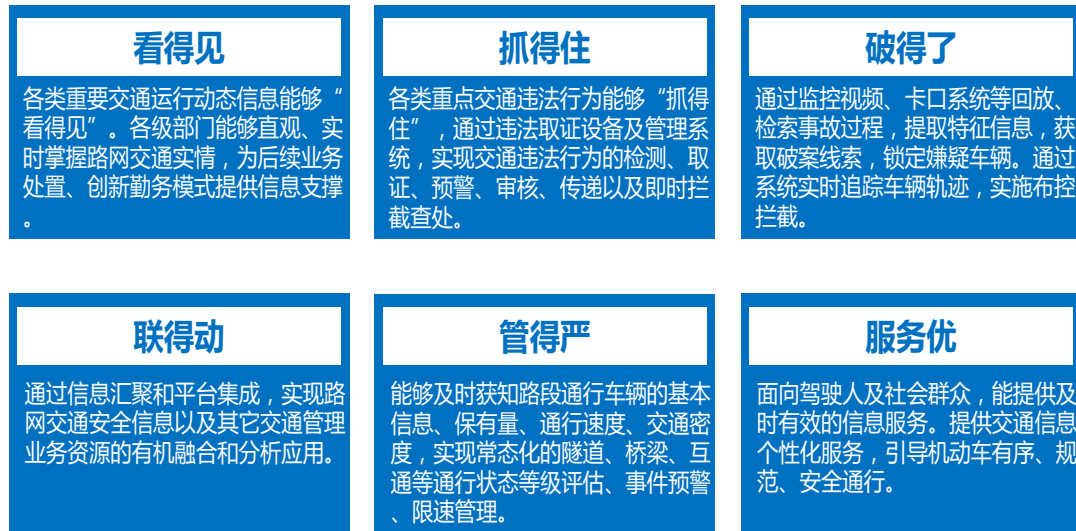 看得见
各类重要交通运行动态信息能够“
看得见”。各级部门能够直观、实
时掌握路网交通实情，为后续业务
处置、创新勤务模式提供信息支撑
。
抓得住
各类重点交通违法行为能够“抓得
住”，通过违法取证设备及管理系
统，实现交通违法行为的检测、取
证、预警、审核、传递以及即时拦
截查处。
破得了
通过监控视频、卡口系统等回放、
检索事故过程，提取特征信息，获
取破案线索，锁定嫌疑车辆。通过
系统实时追踪车辆轨迹，实施布控
拦截。
联得动
通过信息汇聚和平台集成，实现路
网交通安全信息以及其它交通管理
业务资源的有机融合和分析应用。
管得严
能够及时获知路段通行车辆的基本
信息、保有量、通行速度、交通密
度，实现常态化的隧道、桥梁、互
通等通行状态等级评估、事件预警
、限速管理。
服务优
面向驾驶人及社会群众，能提供及
时有效的信息服务。提供交通信息
个性化服务，引导机动车有序、规
范、安全通行。